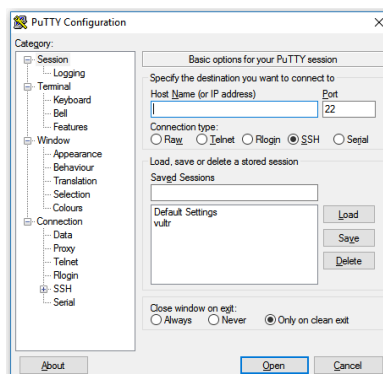 PuTTY Configuration
Category:
Session
Logging
Terminal
Keyboard
Bell
Features
Window
Appearance
Behaviour
Translation
Selection
Colours
Connection
Data
Proxy
Telnet
Rlogin
SSH
Serial
Basic options for your PuTTY session
Specify the destination you want to connect to
Host Name (or IP address) Port
22
Connection type:
Raw Telnet Rlogin SSH Serial
Load, save or delete a stored session
Saved Sessions
Default Settings
vultr
Load
Save
Delete
Close window on exit:
Always Never Only on clean exit
About Open Cancel